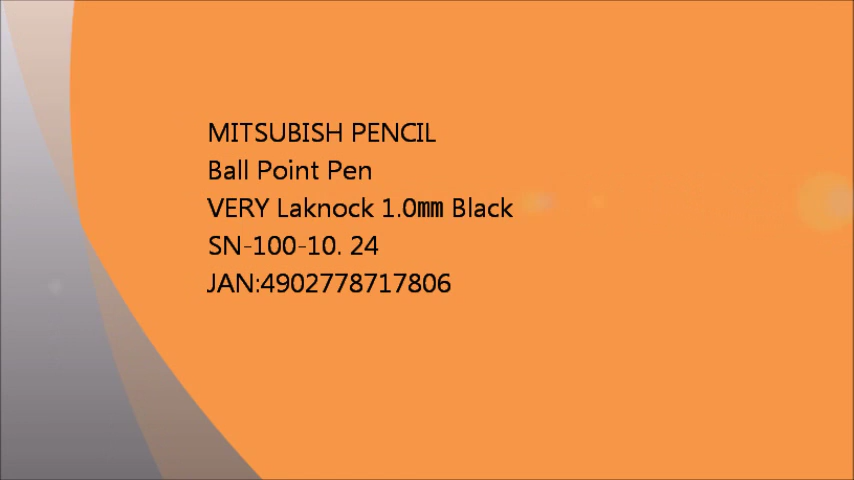 MITSUBISH PENCIL
Ball Point Pen
VERY Laknock 1.0㎜ Black
SN-100-10. 24
JAN:4902778717806